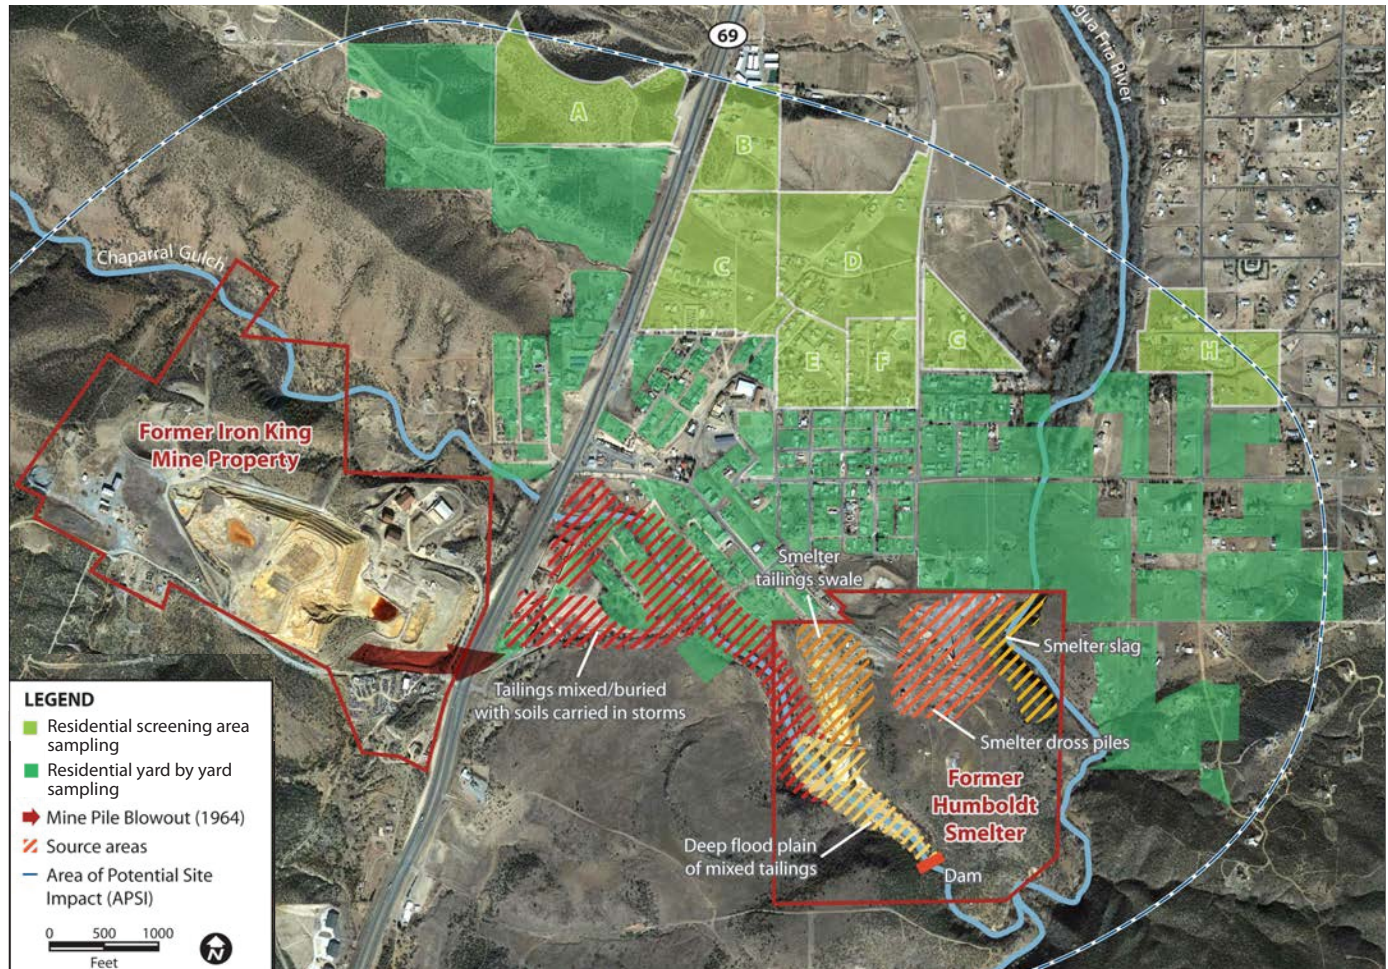 69
gua Fria River
A
B
Chaparral Gulch
C
D
E
F
G
H
Former Iron King
Mine Property
Smelter
tailings swale
Smelter slag
Tailings mixed/buried
with soils carried in storms
Smelter dross piles
Former
Humboldt
Smelter
Deep flood plain
of mixed tailings
Dam
LEGEND
Residential screening area
sampling
Residential yard by yard
sampling
Mine Pile Blowout (1964)
Source areas
Area of Potential Site
Impact (APSI)
0 500 1000
Feet
N